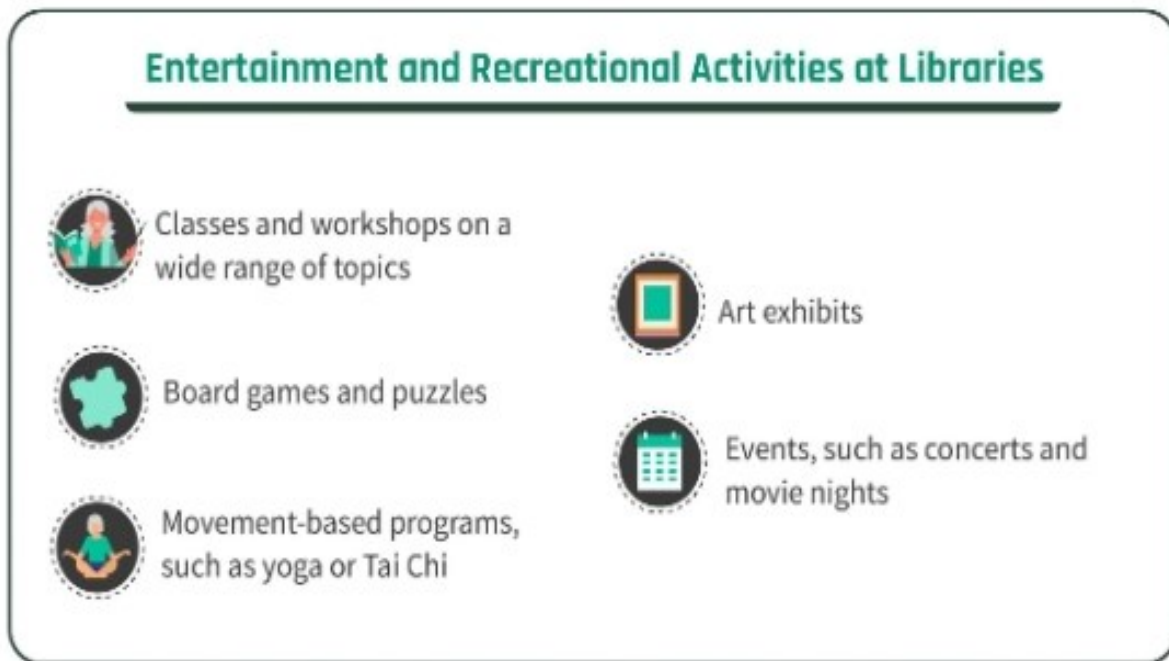 Entertainment and Recreational Activities at Libraries
Classes and workshops on a
wide range of topics
Board games and puzzles
Movement-based programs,
such as yoga or Tai Chi
Art exhibits
Events, such as concerts and
movie nights